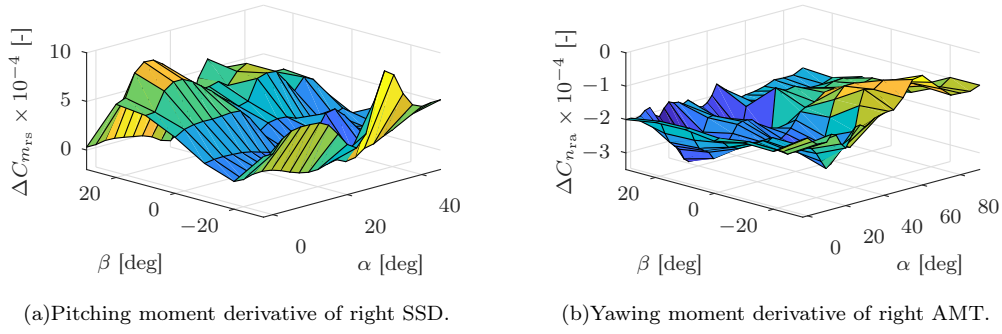 10
5
0
ΔC_{m_{rs}} × 10^{−4} [-]
20
0
−20
β [deg]
0
20
40
α [deg]
(a)Pitching moment derivative of right SSD.
0
−1
−2
−3
ΔC_{n_{ra}} × 10^{−4} [-]
20
0
−20
β [deg]
0
20
40
60
80
α [deg]
(b)Yawing moment derivative of right AMT.